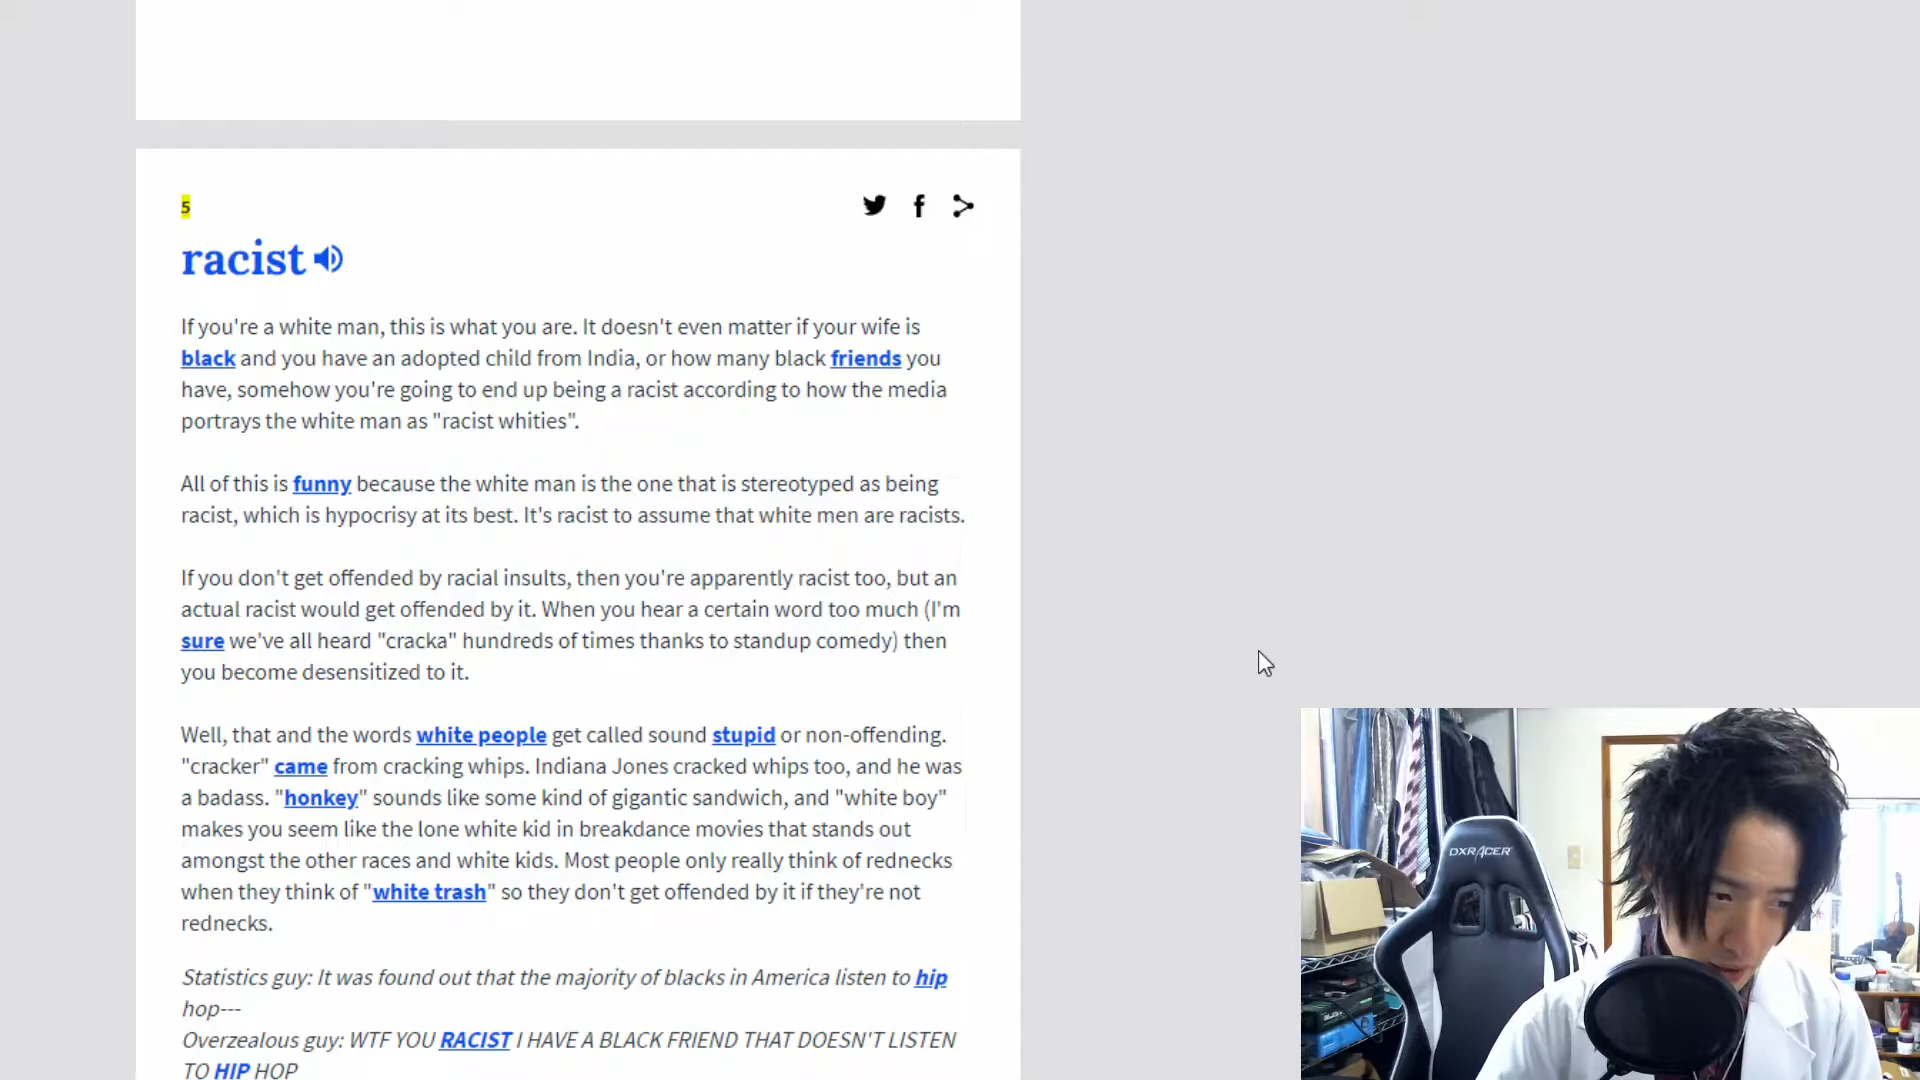 5
racist
If you're a white man, this is what you are. It doesn't even matter if your wife is
black and you have an adopted child from India, or how many black friends you
have, somehow you're going to end up being a racist according to how the media
portrays the white man as "racist whities".
All of this is funny because the white man is the one that is stereotyped as being
racist, which is hypocrisy at its best. It's racist to assume that white men are racists.
If you don't get offended by racial insults, then you're apparently racist too, but an
actual racist would get offended by it. When you hear a certain word too much (I'm
sure we've all heard "cracka" hundreds of times thanks to standup comedy) then
you become desensitized to it.
Well, that and the words white people get called sound stupid or non-offending.
"cracker" came from cracking whips. Indiana Jones cracked whips too, and he was
a badass. "honkey" sounds like some kind of gigantic sandwich, and "white boy"
makes you seem like the lone white kid in breakdance movies that stands out
amongst the other races and white kids. Most people only really think of rednecks
when they think of "white trash" so they don't get offended by it if they're not
rednecks.
Statistics guy: It was found out that the majority of blacks in America listen to hip
hop---
Overzealous guy: WTF YOU RACIST I HAVE A BLACK FRIEND THAT DOESN'T LISTEN
TO HIP HOP
DXRACER